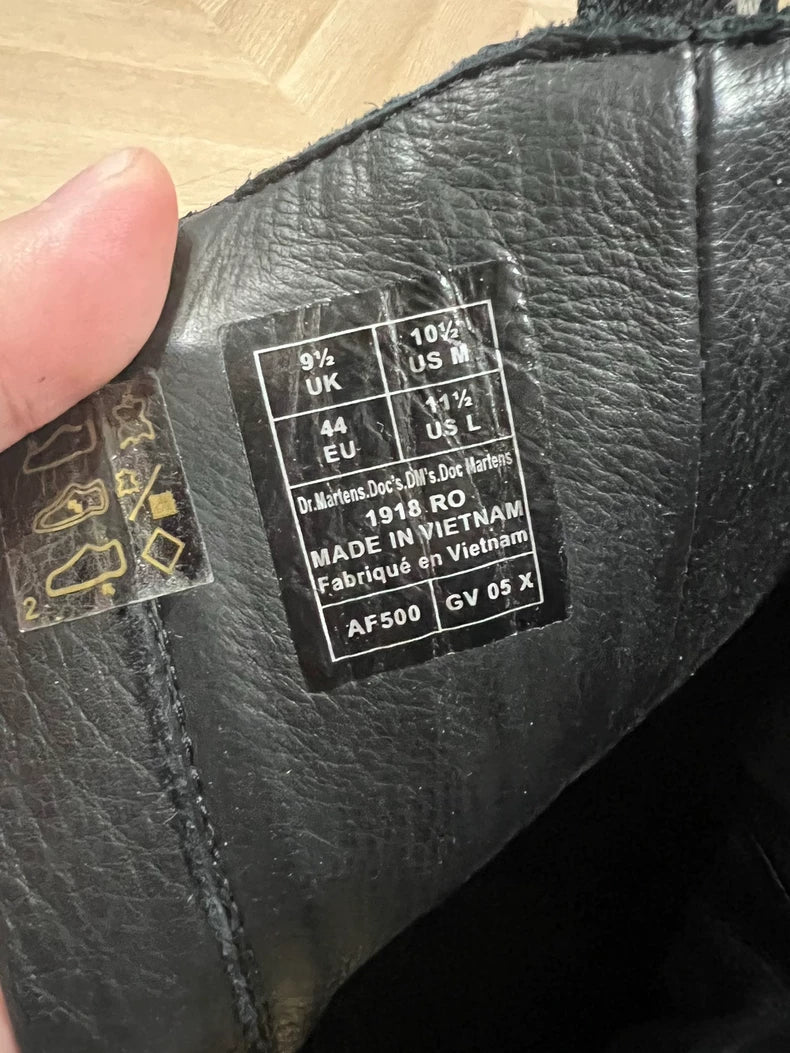 9½
UK
10½
US M
44
EU
11½
US L
Dr.Martens.Doc's.DM's.Doc Martens
1918 RO
MADE IN VIETNAM
Fabriqué en Vietnam
AF500
GV 05 X
2